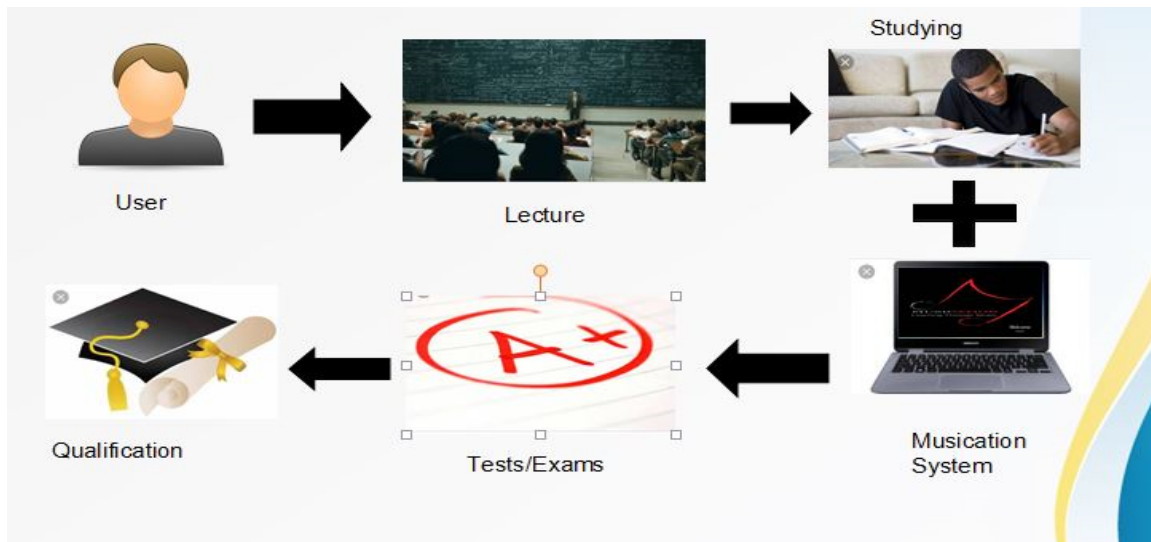 Studying
User
Lecture
A+
Qualification
Tests/Exams
Musication
System